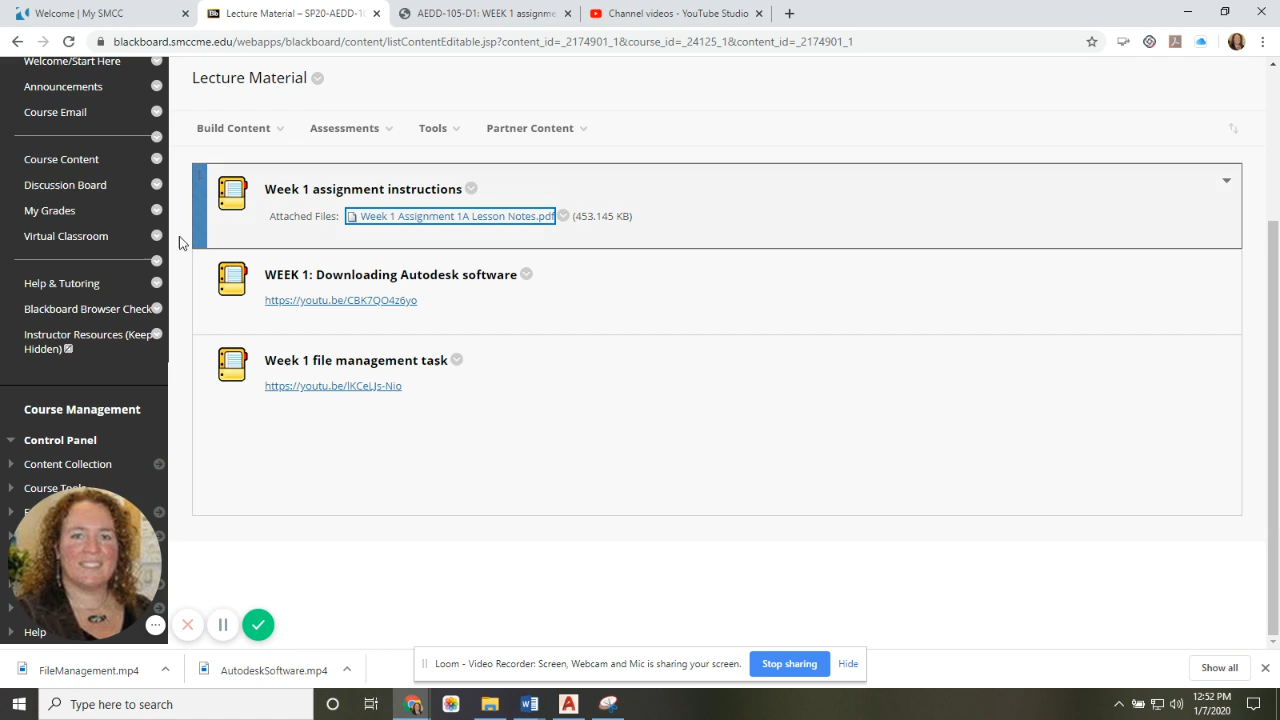 Welcome | My SMCC
Bb
Lecture Material – SP20-AEDD-10
AEDD-105-D1: WEEK 1 assignme
Channel videos - YouTube Studio
blackboard.smccme.edu/webapps/blackboard/content/listContentEditable.jsp?content_id=_2174901_1&course_id=_24125_1&content_id=_2174901_1
Welcome/Start Here
Announcements
Course Email
Course Content
Discussion Board
My Grades
Virtual Classroom
Help & Tutoring
Blackboard Browser Check
Instructor Resources (Keep
Hidden)
Course Management
Control Panel
Content Collection
Course Tools
Help
Lecture Material
Build Content
Assessments
Tools
Partner Content
Week 1 assignment instructions
Attached Files: Week 1 Assignment 1A Lesson Notes.pdf (453.145 KB)
WEEK 1: Downloading Autodesk software
https://youtu.be/CBK7QO4z6yo
Week 1 file management task
https://youtu.be/lKCeLJs-Nio
FileManagement.mp4
AutodeskSoftware.mp4
Loom - Video Recorder: Screen, Webcam and Mic is sharing your screen.
Stop sharing
Hide
Show all
Type here to search
12:52 PM
1/7/2020